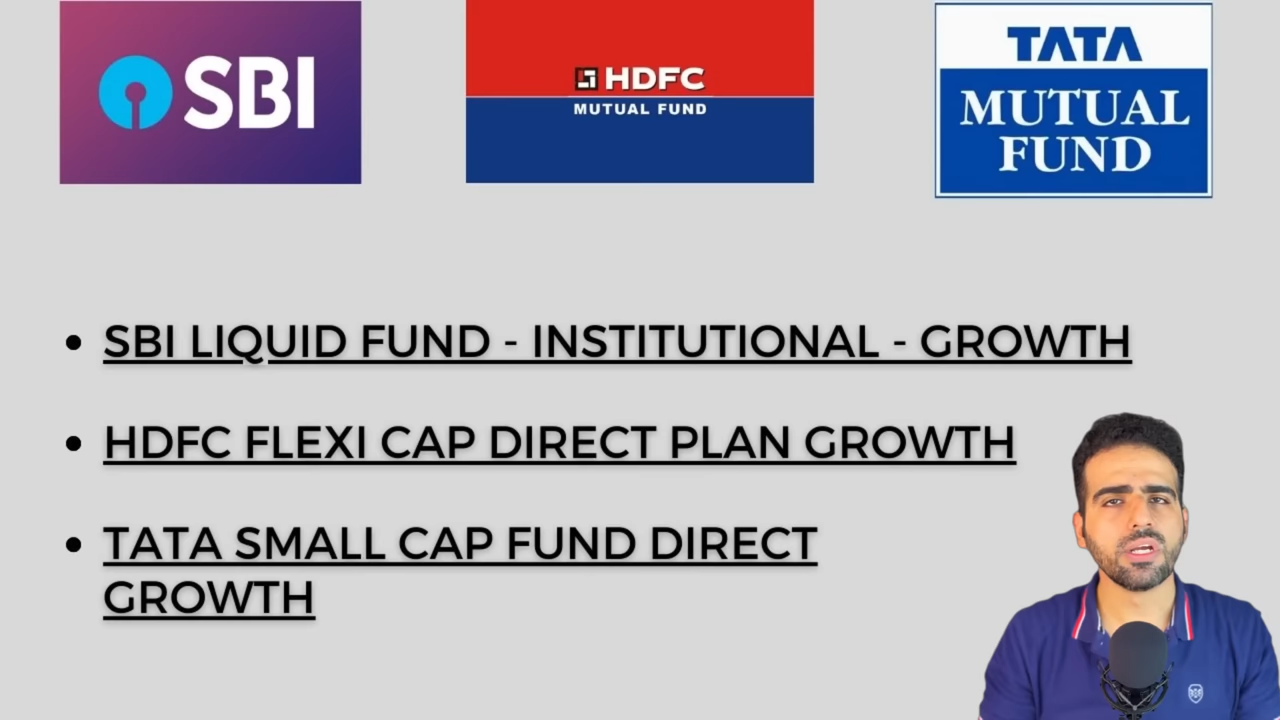 SBI
HDFC
MUTUAL FUND
TATA
MUTUAL
FUND
SBI LIQUID FUND - INSTITUTIONAL - GROWTH
HDFC FLEXI CAP DIRECT PLAN GROWTH
TATA SMALL CAP FUND DIRECT
GROWTH